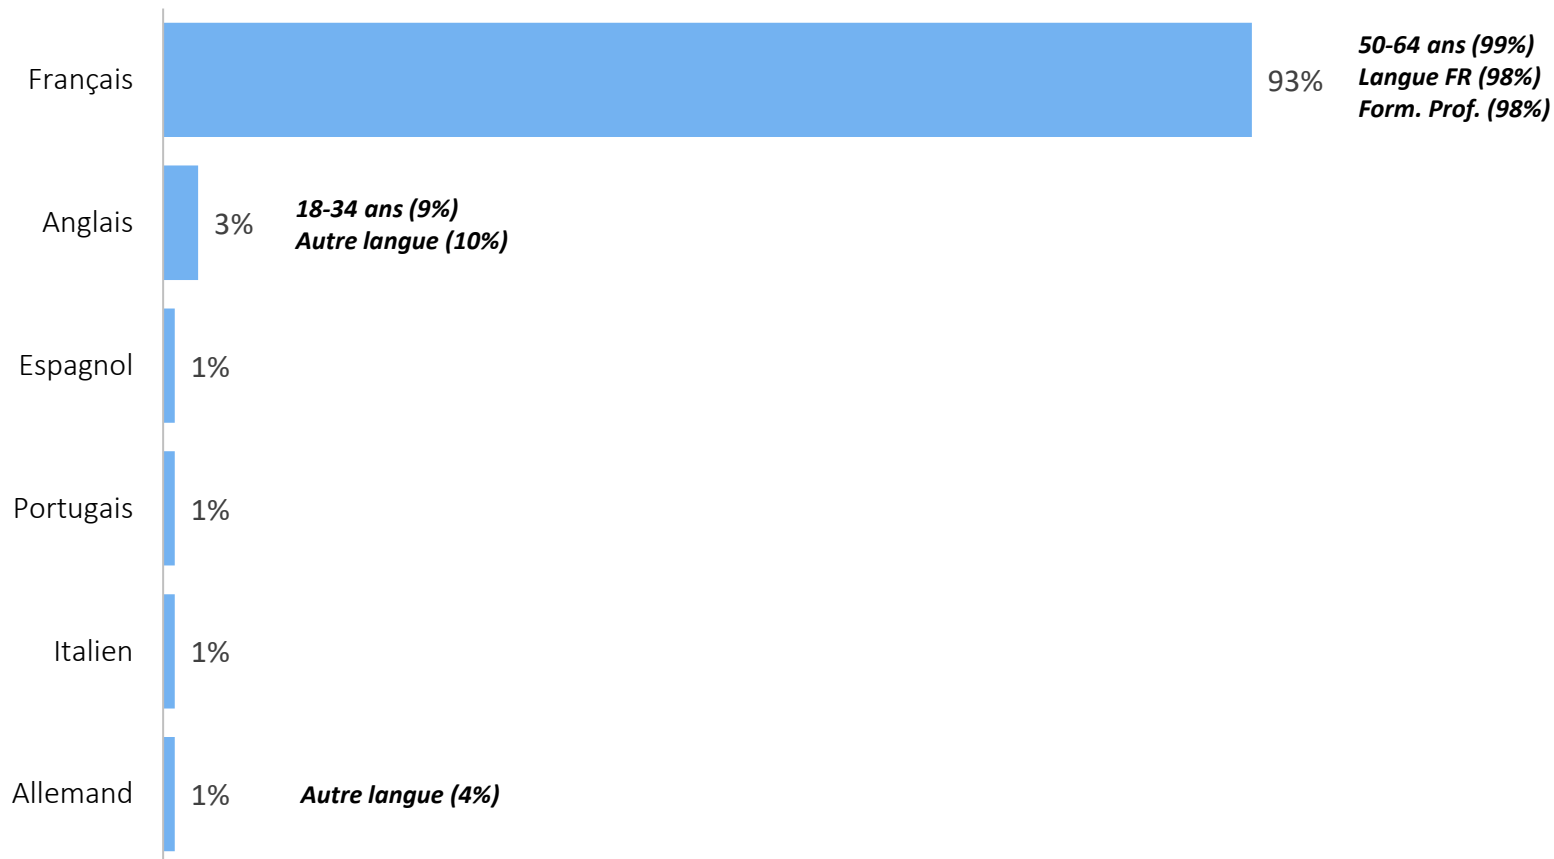 Français
93%
50-64 ans (99%)
Langue FR (98%)
Form. Prof. (98%)
Anglais
3%
18-34 ans (9%)
Autre langue (10%)
Espagnol
1%
Portugais
1%
Italien
1%
Allemand
1%
Autre langue (4%)